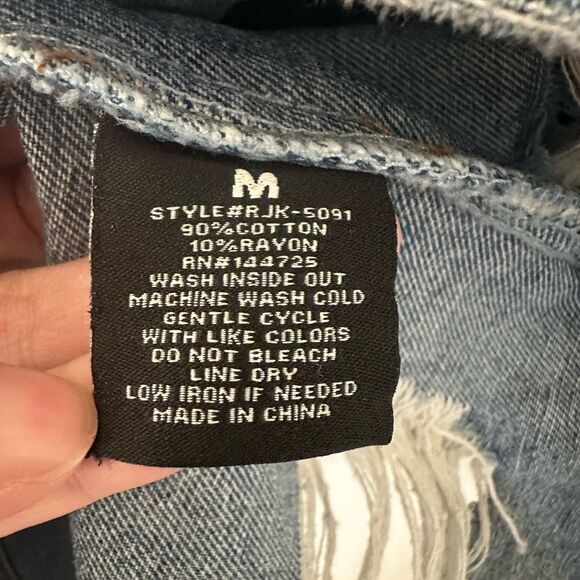 M
STYLE#RJK-5091
90%COTTON
10%RAYON
RN#144725
WASH INSIDE OUT
MACHINE WASH COLD
GENTLE CYCLE
WITH LIKE COLORS
DO NOT BLEACH
LINE DRY
LOW IRON IF NEEDED
MADE IN CHINA